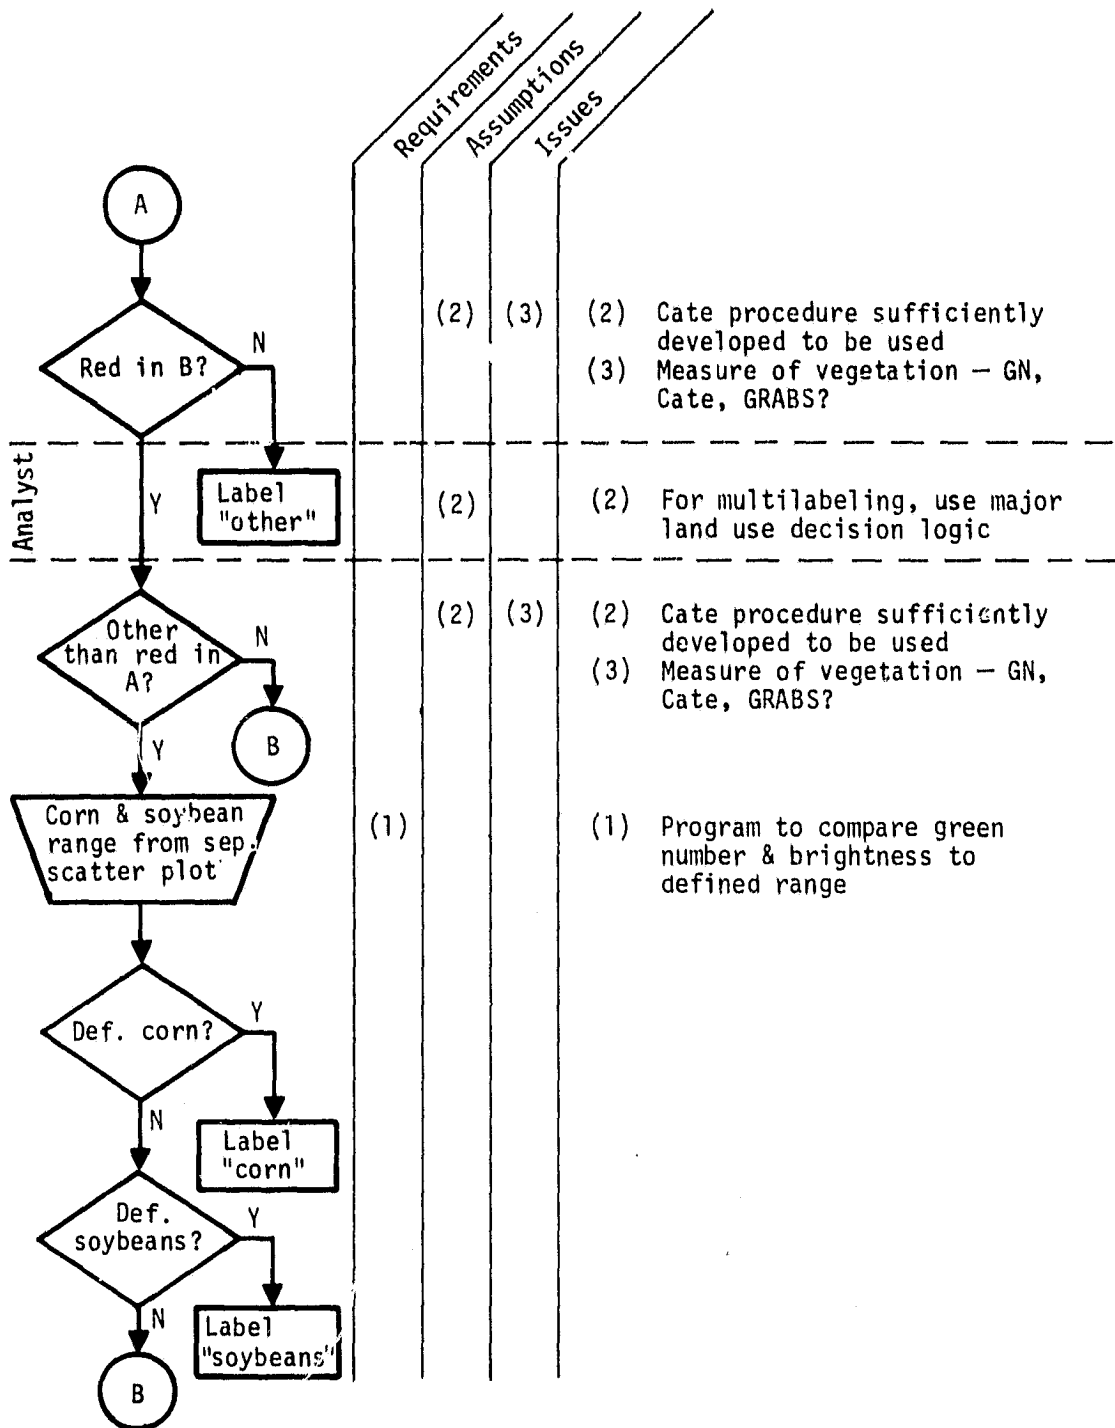 Requirements
Assumptions
Issues
A
Red in B?
N
(2) (3) (2) Cate procedure sufficiently
developed to be used
(3) Measure of vegetation — GN,
Cate, GRABS?
Analyst
Y
Label
"other"
(2) (2) For multilabeling, use major
land use decision logic
Other
than red in
A?
N
(2) (3) (2) Cate procedure sufficiently
developed to be used
(3) Measure of vegetation — GN,
Cate, GRABS?
B
Y
Corn & soybean
range from sep.
scatter plot
(1) (1) Program to compare green
number & brightness to
defined range
Def. corn?
Y
N
Label
"corn"
Def.
soybeans?
Y
N
Label
"soybeans"
B